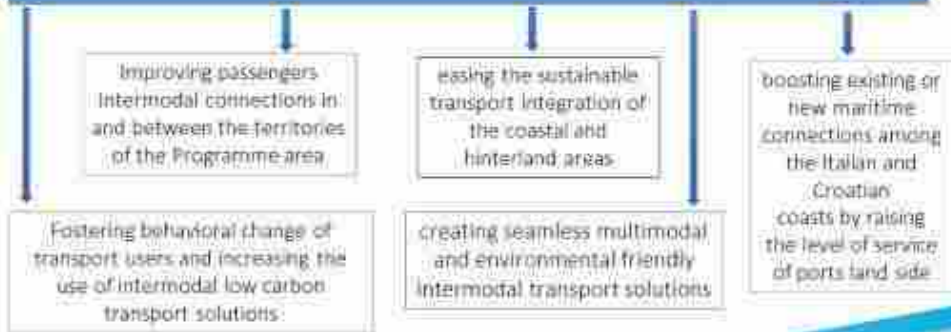 Improving passengers
intermodal connections in
and between the territories
of the Programme area
easing the sustainable
transport integration of
the coastal and
hinterland areas
boosting existing or
new maritime
connections among
the Italian and
Croatian
coasts by raising
the level of service
of ports land side
Fostering behavioral change of
transport users and increasing the
use of intermodal low carbon
transport solutions
creating seamless multimodal
and environmental friendly
intermodal transport solutions